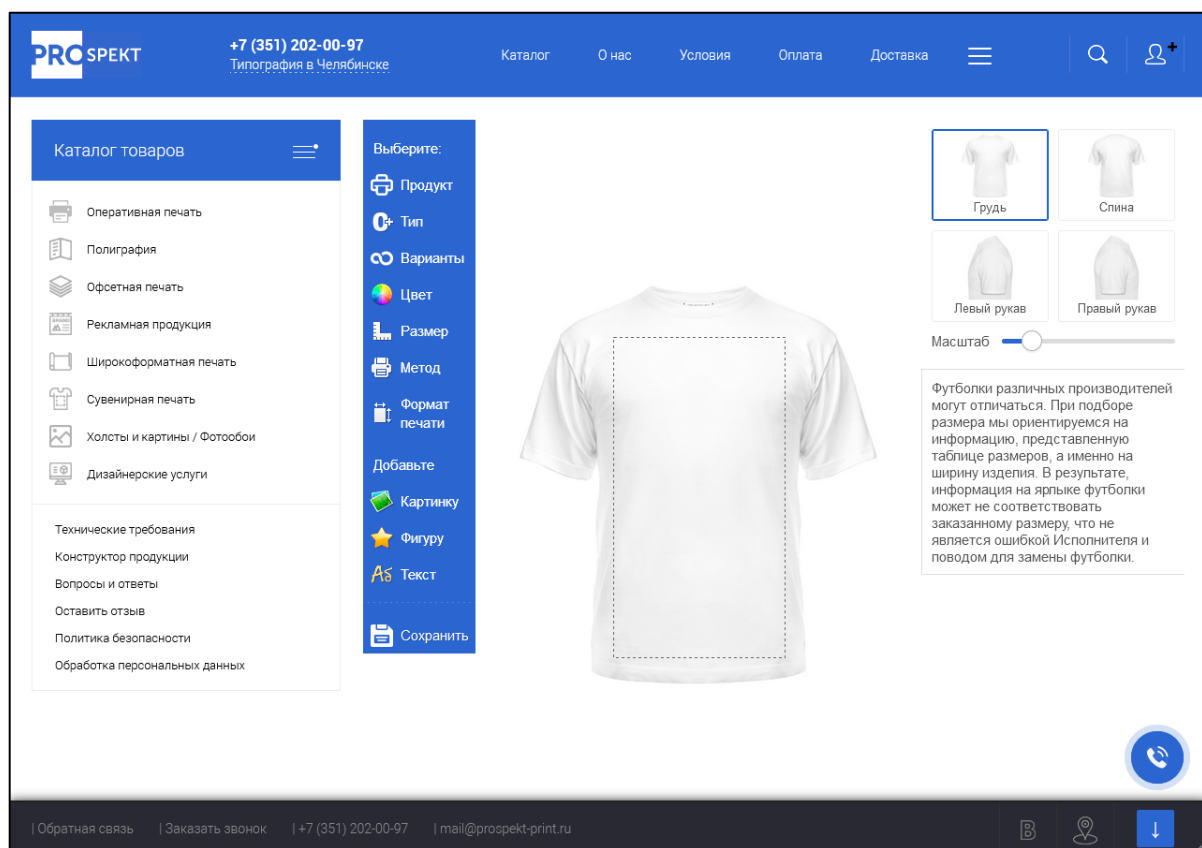 PROSPEKT
+7 (351) 202-00-97
Типография в Челябинске
Каталог
О нас
Условия
Оплата
Доставка
Каталог товаров
Оперативная печать
Полиграфия
Офсетная печать
Рекламная продукция
Широкоформатная печать
Сувенирная печать
Холсты и картины / Фотообои
Дизайнерские услуги
Технические требования
Конструктор продукции
Вопросы и ответы
Оставить отзыв
Политика безопасности
Обработка персональных данных
Выберите:
Продукт
Тип
Варианты
Цвет
Размер
Метод
Формат
печати
Добавьте
Картинку
Фигуру
Текст
Сохранить
Грудь
Спина
Левый рукав
Правый рукав
Масштаб
Футболки различных производителей
могут отличаться. При подборе
размера мы ориентируемся на
информацию, представленную
таблице размеров, а именно на
ширину изделия. В результате,
информация на ярлыке футболки
может не соответствовать
заказанному размеру, что не
является ошибкой Исполнителя и
поводом для замены футболки.
| Обратная связь
| Заказать звонок
| +7 (351) 202-00-97
| mail@prospekt-print.ru